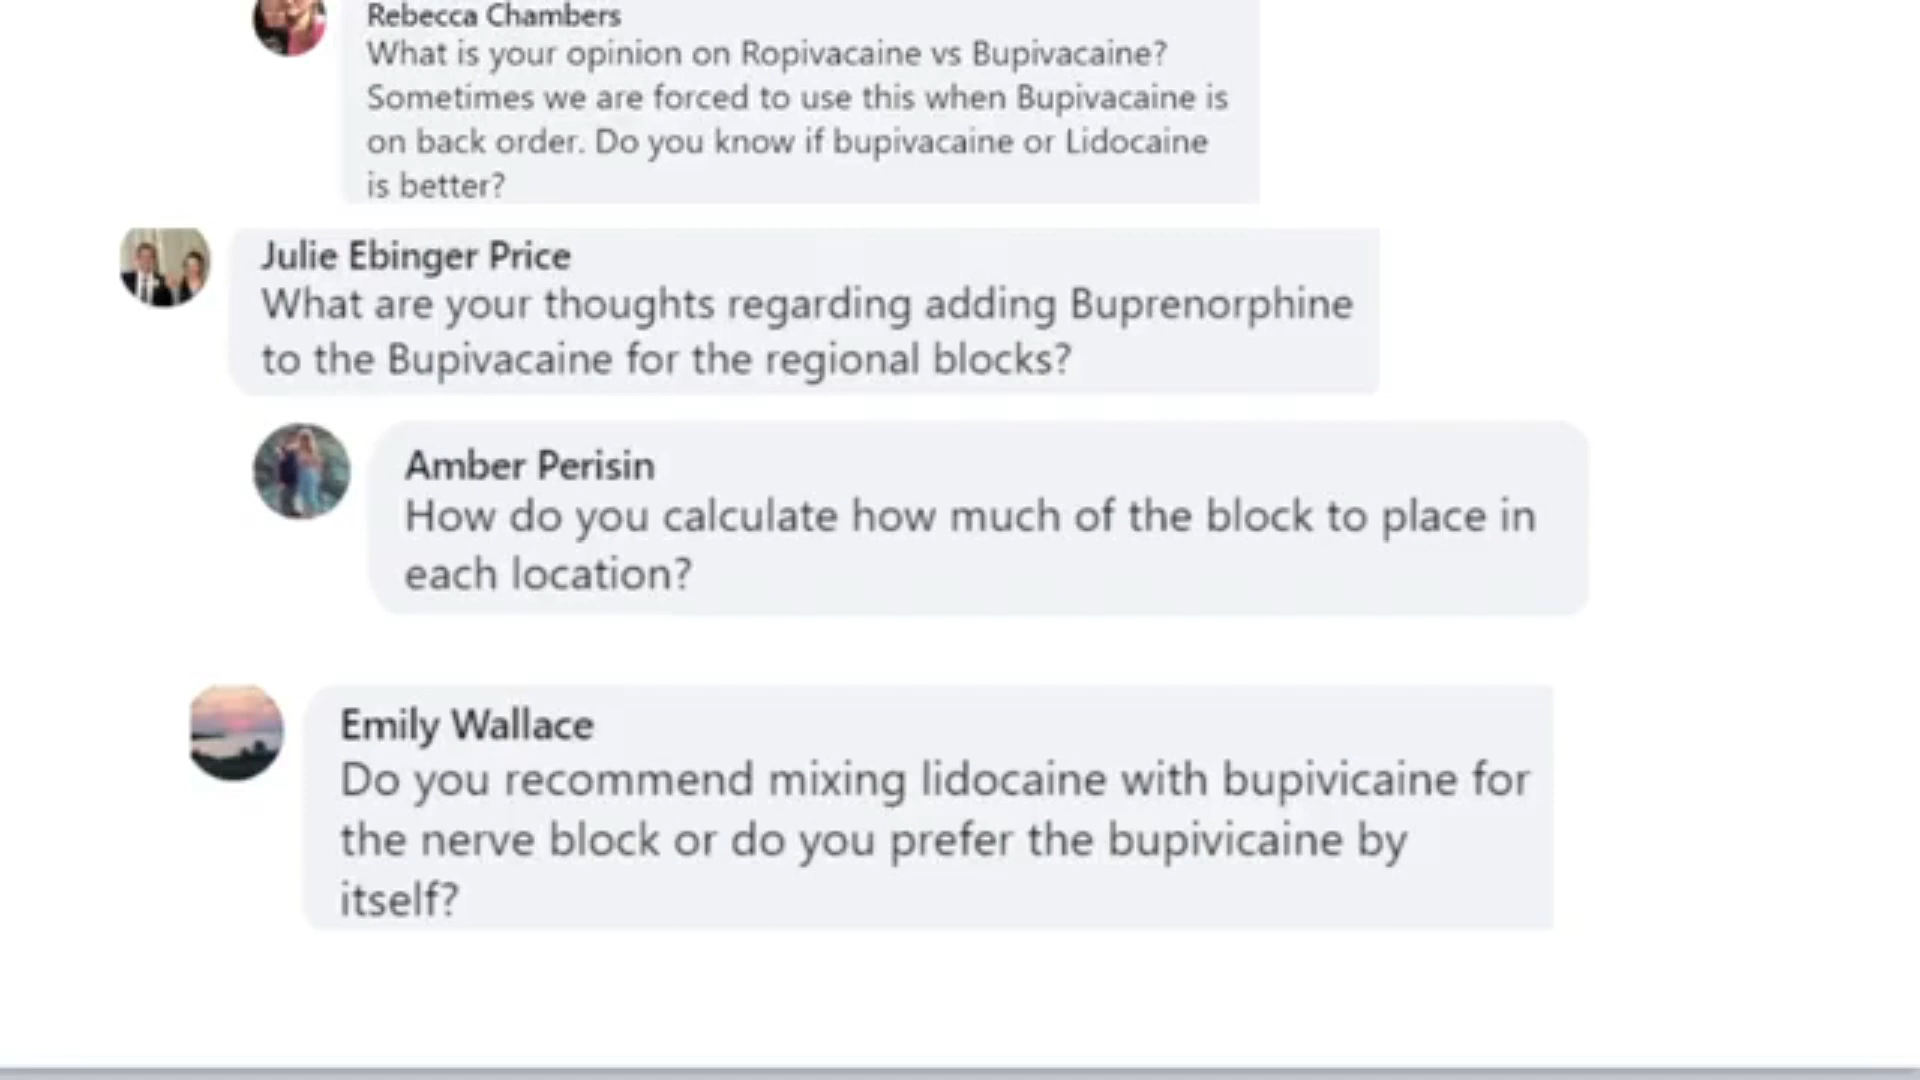 Rebecca Chambers
What is your opinion on Ropivacaine vs Bupivacaine?
Sometimes we are forced to use this when Bupivacaine is
on back order. Do you know if bupivacaine or Lidocaine
is better?
Julie Ebinger Price
What are your thoughts regarding adding Buprenorphine
to the Bupivacaine for the regional blocks?
Amber Perisin
How do you calculate how much of the block to place in
each location?
Emily Wallace
Do you recommend mixing lidocaine with bupivicaine for
the nerve block or do you prefer the bupivicaine by
itself?